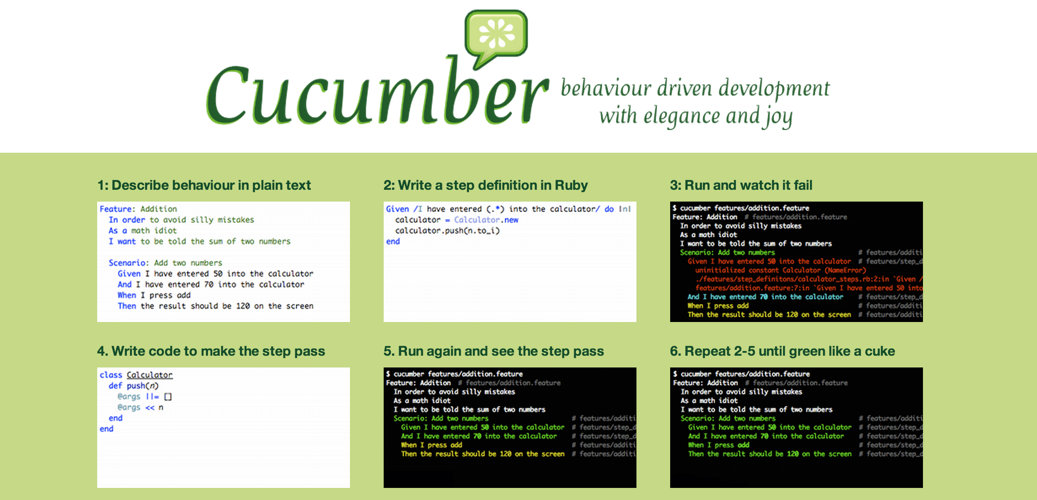 Cucumber
behaviour driven development
with elegance and joy
1: Describe behaviour in plain text
Feature: Addition
In order to avoid silly mistakes
As a math idiot
I want to be told the sum of two numbers
Scenario: Add two numbers
Given I have entered 50 into the calculator
And I have entered 70 into the calculator
When I press add
Then the result should be 120 on the screen
2: Write a step definition in Ruby
Given /I have entered (.*) into the calculator/ do |n|
calculator = Calculator.new
calculator.push(n.to_i)
end
3: Run and watch it fail
$ cucumber features/addition.feature
Feature: Addition # features/addition.feature
In order to avoid silly mistakes
As a math idiot
I want to be told the sum of two numbers
Scenario: Add two numbers # features/additi
Given I have entered 50 into the calculator # features/step_d
uninitialized constant Calculator (NameError)
./features/step_definitons/calculator_steps.rb:2:in `Given /
features/addition.feature:7:in `Given I have entered 50 into
And I have entered 70 into the calculator # features/step_d
When I press add # features/additi
Then the result should be 120 on the screen # features/step_d
4. Write code to make the step pass
class Calculator
def push(n)
@args ||= []
@args << n
end
end
5. Run again and see the step pass
$ cucumber features/addition.feature
Feature: Addition # features/addition.feature
In order to avoid silly mistakes
As a math idiot
I want to be told the sum of two numbers
Scenario: Add two numbers # features/additi
Given I have entered 50 into the calculator # features/step_d
And I have entered 70 into the calculator # features/step_d
When I press add # features/additi
Then the result should be 120 on the screen # features/additi
6. Repeat 2-5 until green like a cuke
$ cucumber features/addition.feature
Feature: Addition # features/addition.feature
In order to avoid silly mistakes
As a math idiot
I want to be told the sum of two numbers
Scenario: Add two numbers # features/additi
Given I have entered 50 into the calculator # features/step_d
And I have entered 70 into the calculator # features/step_d
When I press add # features/step_d
Then the result should be 120 on the screen # features/step_d